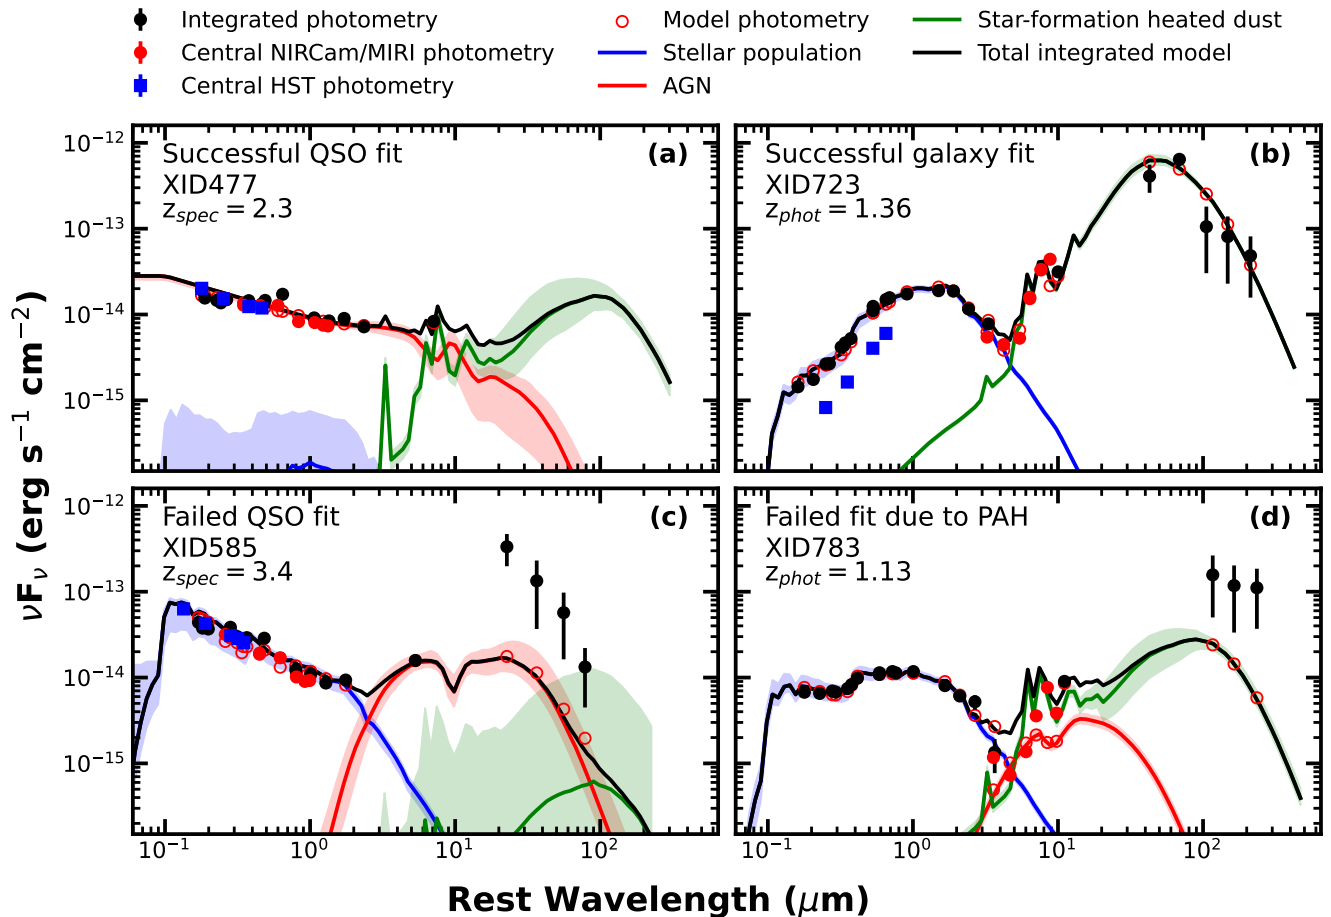 Integrated photometry
Central NIRCam/MIRI photometry
Central HST photometry
Model photometry
Stellar population
AGN
Star-formation heated dust
Total integrated model
νF_ν (erg s⁻¹ cm⁻²)
10⁻¹²
10⁻¹³
10⁻¹⁴
10⁻¹⁵
Successful QSO fit
(a)
XID477
z_spec = 2.3
Successful galaxy fit
(b)
XID723
z_phot = 1.36
10⁻¹²
10⁻¹³
10⁻¹⁴
10⁻¹⁵
Failed QSO fit
(c)
XID585
z_spec = 3.4
Failed fit due to PAH
(d)
XID783
z_phot = 1.13
10⁻¹ 10⁰ 10¹ 10²
10⁻¹ 10⁰ 10¹ 10²
Rest Wavelength (μm)